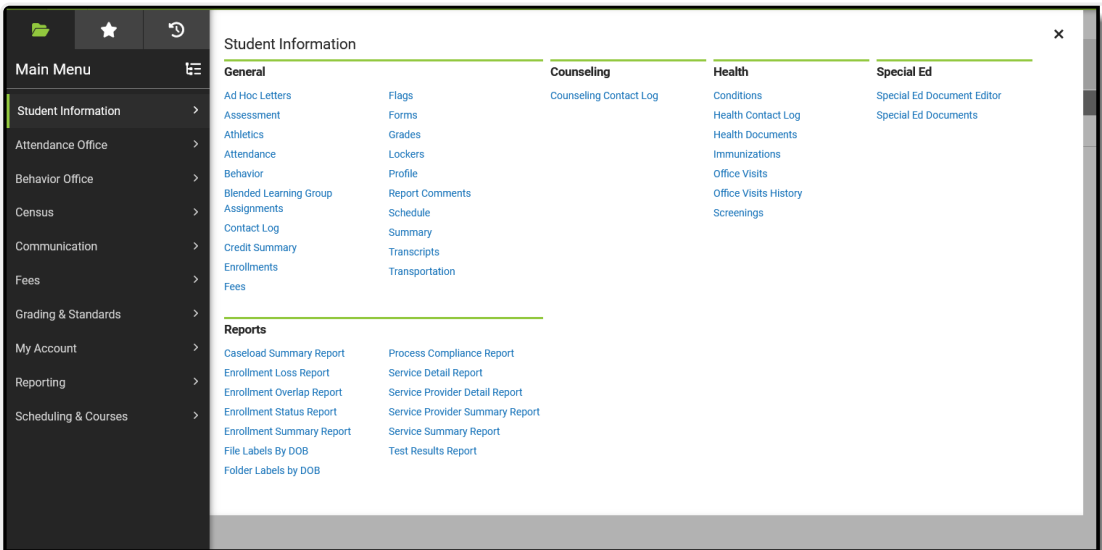 Main Menu
Student Information
Attendance Office
Behavior Office
Census
Communication
Fees
Grading & Standards
My Account
Reporting
Scheduling & Courses
Student Information
General
Ad Hoc Letters
Assessment
Athletics
Attendance
Behavior
Blended Learning Group
Assignments
Contact Log
Credit Summary
Enrollments
Fees
Flags
Forms
Grades
Lockers
Profile
Report Comments
Schedule
Summary
Transcripts
Transportation
Counseling
Counseling Contact Log
Health
Conditions
Health Contact Log
Health Documents
Immunizations
Office Visits
Office Visits History
Screenings
Special Ed
Special Ed Document Editor
Special Ed Documents
Reports
Caseload Summary Report
Enrollment Loss Report
Enrollment Overlap Report
Enrollment Status Report
Enrollment Summary Report
File Labels By DOB
Folder Labels by DOB
Process Compliance Report
Service Detail Report
Service Provider Detail Report
Service Provider Summary Report
Service Summary Report
Test Results Report